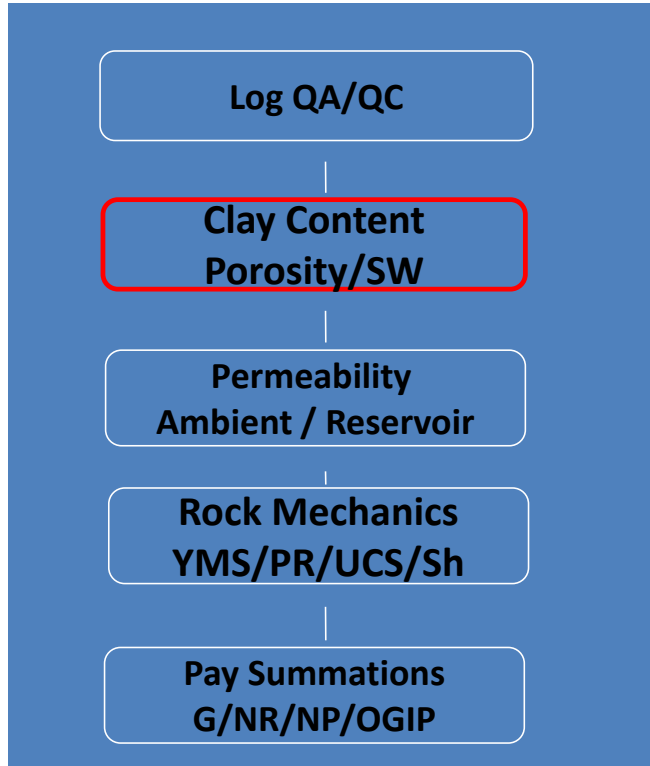 Log QA/QC
Clay Content
Porosity/SW
Permeability
Ambient / Reservoir
Rock Mechanics
YMS/PR/UCS/Sh
Pay Summations
G/NR/NP/OGIP